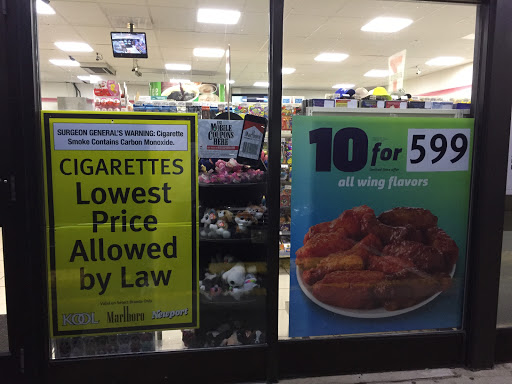 SURGEON GENERAL'S WARNING: Cigarette
Smoke Contains Carbon Monoxide.
CIGARETTES
Lowest
Price
Allowed
by Law
KOOL Marlboro Newport
MOBILE
COUPONS
HERE
10 for 599
all wing flavors